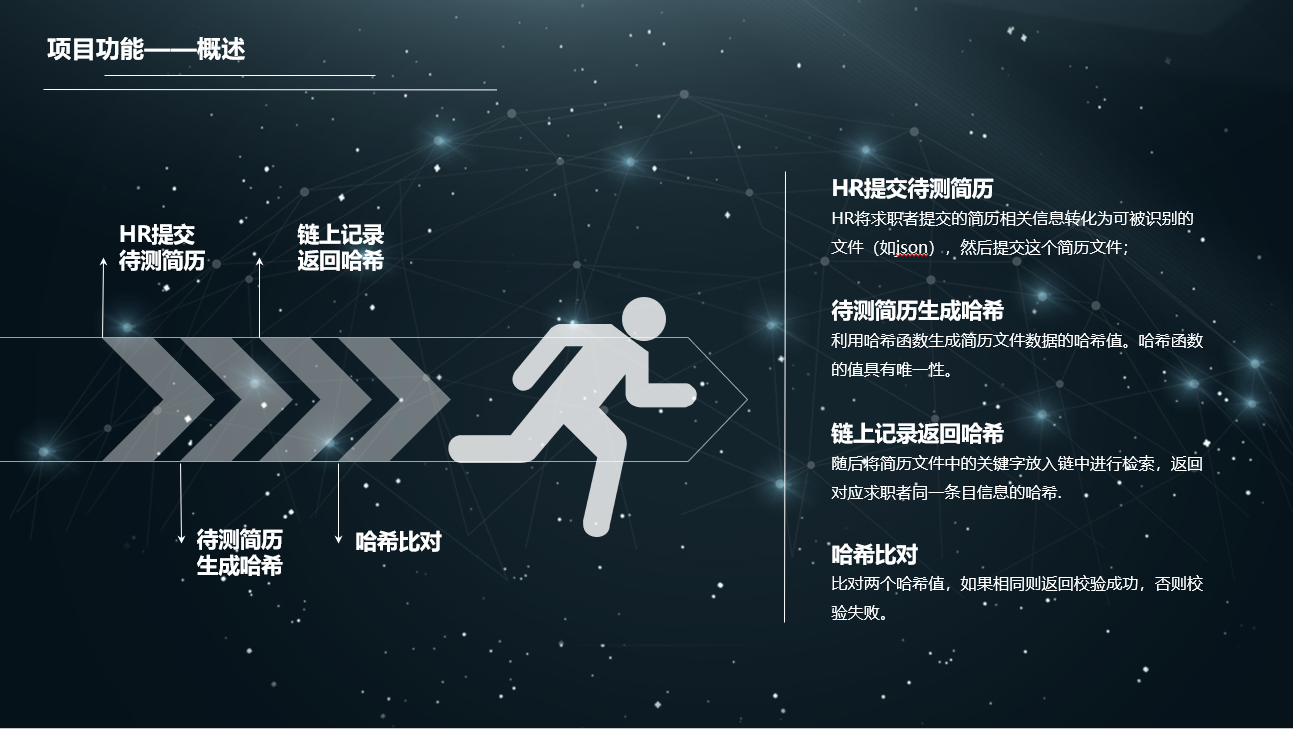 项目功能——概述
HR提交
待测简历
链上记录
返回哈希
待测简历
生成哈希
哈希比对
HR提交待测简历
HR将求职者提交的简历相关信息转化为可被识别的
文件（如json），然后提交这个简历文件；
待测简历生成哈希
利用哈希函数生成简历文件数据的哈希值。哈希函数
的值具有唯一性。
链上记录返回哈希
随后将简历文件中的关键字放入链中进行检索，返回
对应求职者同一条目信息的哈希.
哈希比对
比对两个哈希值，如果相同则返回校验成功，否则校
验失败。